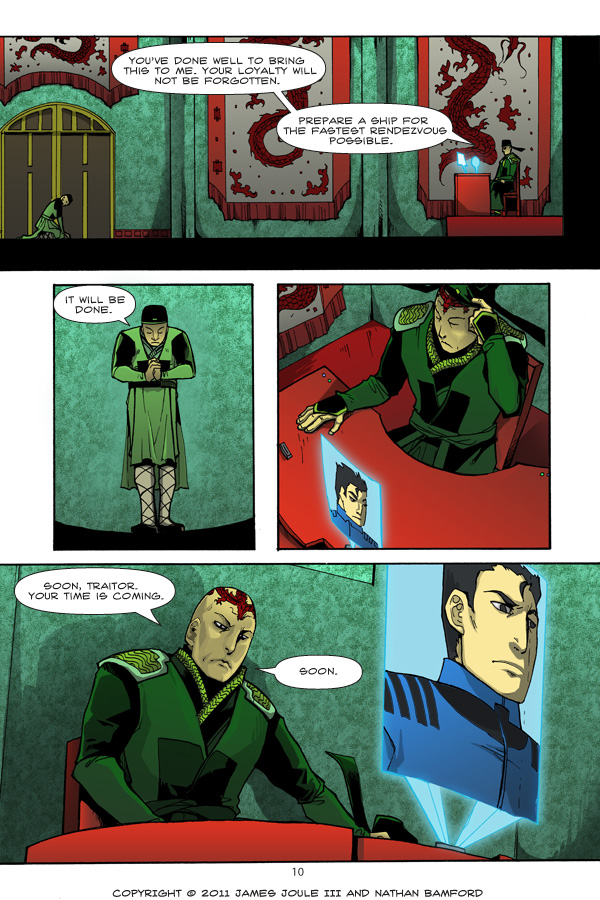 YOU'VE DONE WELL TO BRING
THIS TO ME. YOUR LOYALTY WILL
NOT BE FORGOTTEN.
PREPARE A SHIP FOR
THE FASTEST RENDEZVOUS
POSSIBLE.
IT WILL BE
DONE.
SOON, TRAITOR.
YOUR TIME IS COMING.
SOON.
10
COPYRIGHT © 2011 JAMES JOULE III AND NATHAN BAMFORD